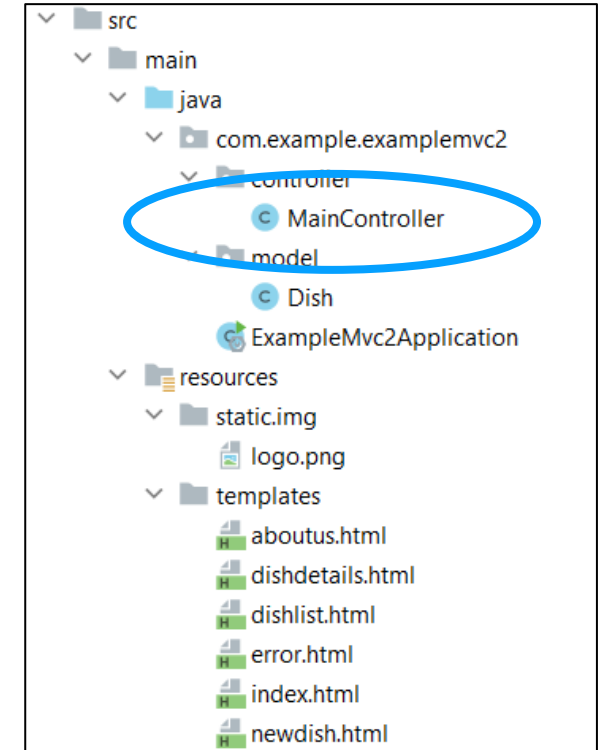 src
main
java
com.example.examplemvc2
controller
C MainController
model
C Dish
ExampleMvc2Application
resources
static.img
logo.png
templates
H aboutus.html
H dishdetails.html
H dishlist.html
H error.html
H index.html
H newdish.html